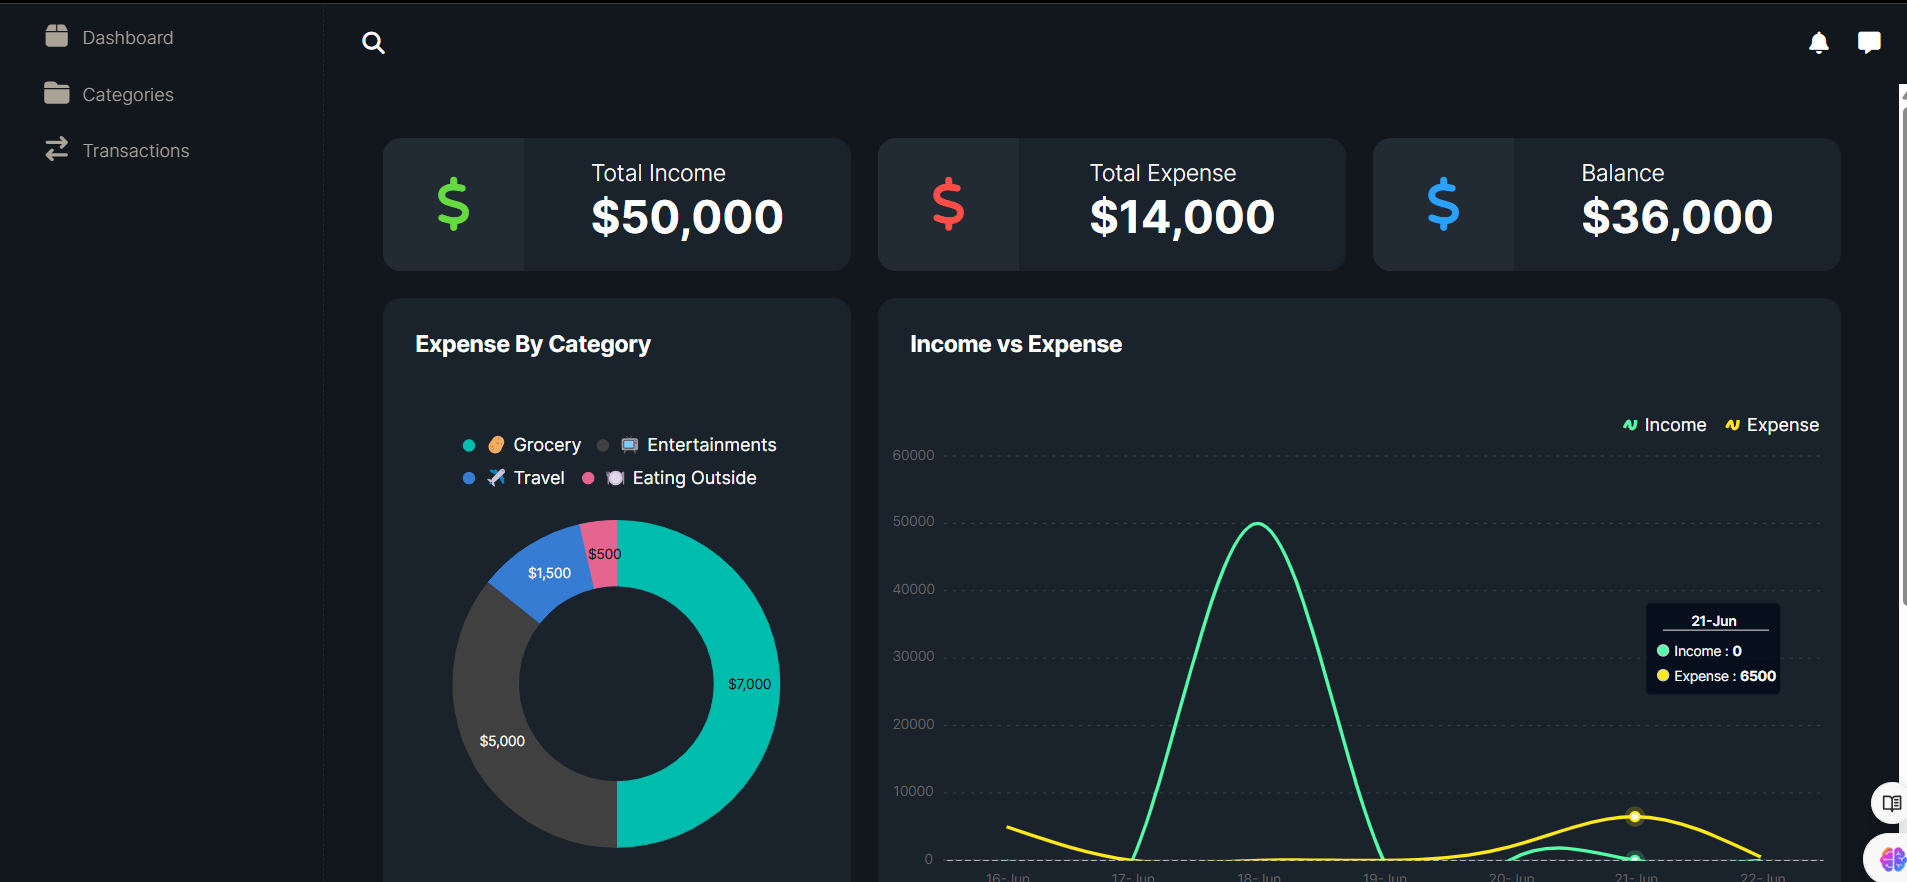 Dashboard
Categories
Transactions
Total Income
$50,000
Total Expense
$14,000
Balance
$36,000
Expense By Category
Grocery Entertainments
Travel Eating Outside
$500
$1,500
$7,000
$5,000
Income vs Expense
Income Expense
60000
50000
40000
30000
20000
10000
0
21-Jun
Income : 0
Expense : 6500
16-Jun 17-Jun 18-Jun 19-Jun 20-Jun 21-Jun 22-Jun